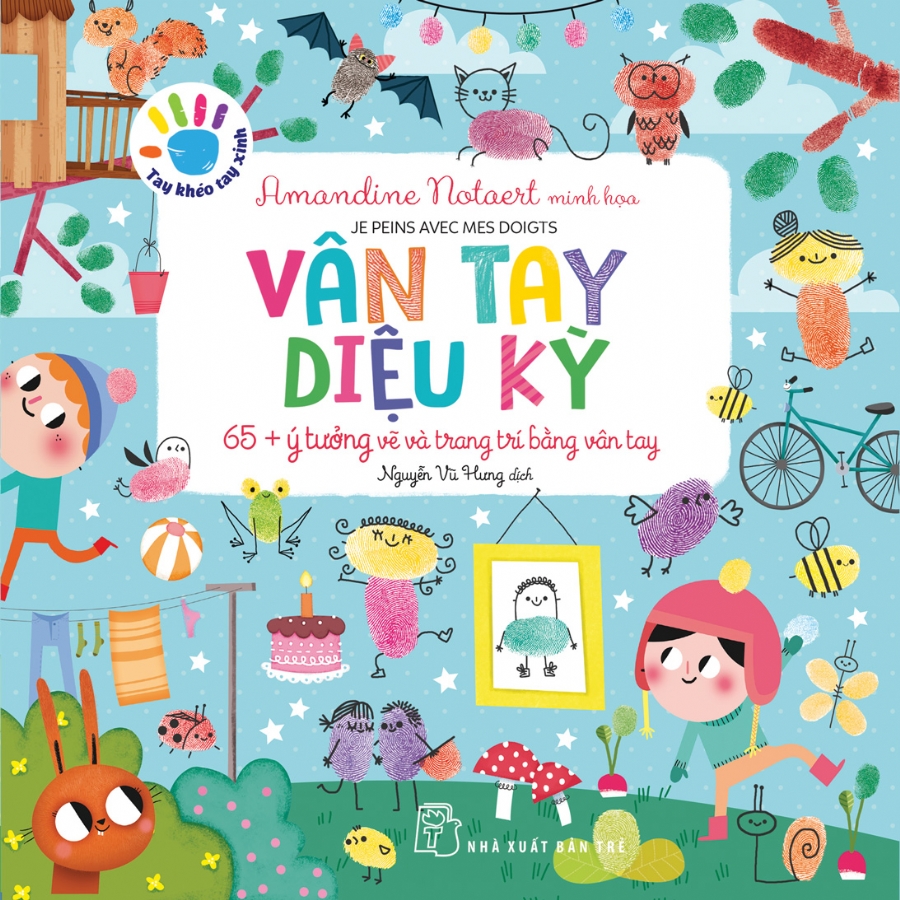 Tay khéo tay xinh
Amandine Notaert minh họa
JE PEINS AVEC MES DOIGTS
VÂN TAY
DIỆU KỲ
65 + ý tưởng vẽ và trang trí bằng vân tay
Nguyễn Vũ Hưng dịch
NHÀ XUẤT BẢN TRẺ